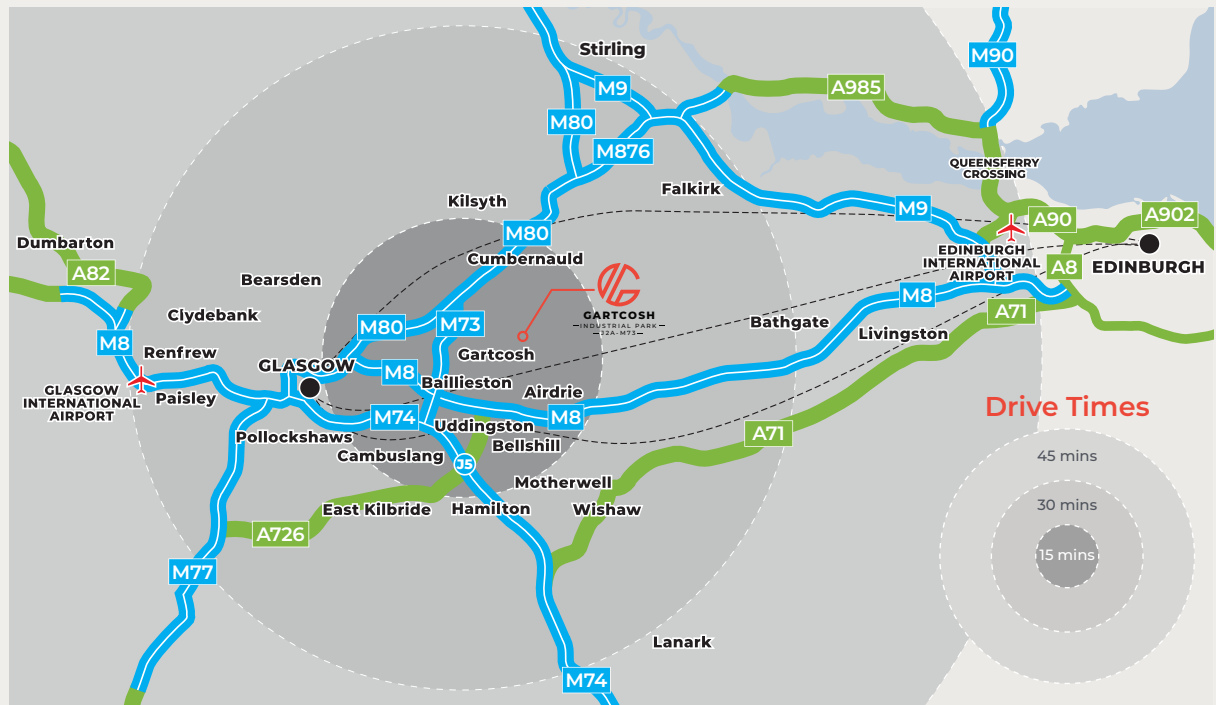 Stirling
M90
M9
A985
M80
M876
QUEENSFERRY
CROSSING
Falkirk
Kilsyth
M9
A90
A902
M80
Dumbarton
A82
Cumbernauld
EDINBURGH
INTERNATIONAL
AIRPORT
A8
EDINBURGH
Bearsden
M8
GARTCOSH
INDUSTRIAL PARK
J2A-M73
Clydebank
M80
M73
Bathgate
Livingston
A71
M8
Renfrew
GLASGOW
Gartcosh
M8
Baillieston
Airdrie
GLASGOW
INTERNATIONAL
AIRPORT
Paisley
M74
M8
Uddingston
Pollockshaws
Bellshill
Cambuslang
J5
A71
Motherwell
East Kilbride
Hamilton
Wishaw
A726
M77
Lanark
M74
Drive Times
45 mins
30 mins
15 mins